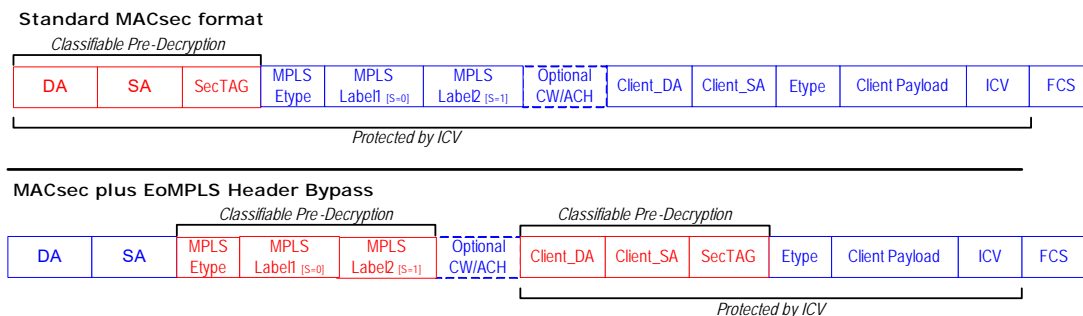 Standard MACsec format
Classifiable Pre-Decryption
DA SA SecTAG MPLS Etype MPLS Label1 [S=0] MPLS Label2 [S=1] Optional CW/ACH Client_DA Client_SA Etype Client Payload ICV FCS
Protected by ICV
MACsec plus EoMPLS Header Bypass
Classifiable Pre-Decryption Classifiable Pre-Decryption
DA SA MPLS Etype MPLS Label1 [S=0] MPLS Label2 [S=1] Optional CW/ACH Client_DA Client_SA SecTAG Etype Client Payload ICV FCS
Protected by ICV